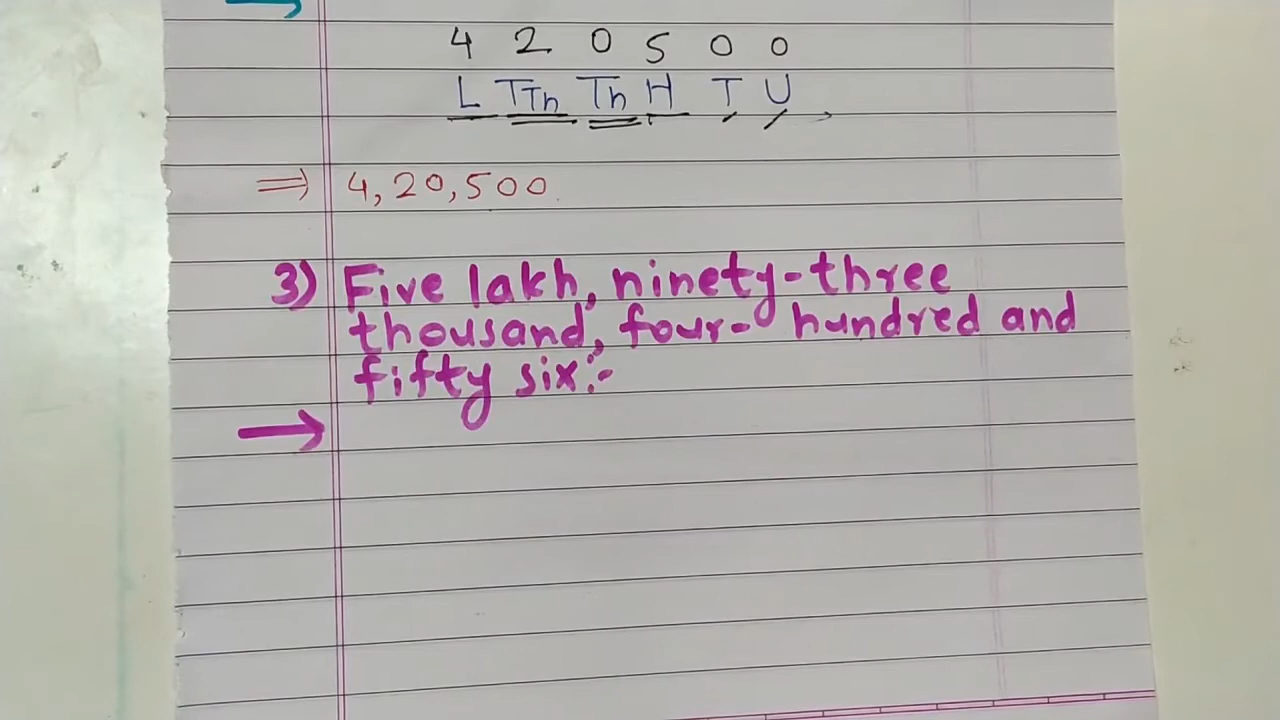 4 2 0 5 0 0
L TTh Th H T U
⇒ 4,20,500
3) Five lakh, ninety-three
thousand, four- hundred and
fifty six:-
→